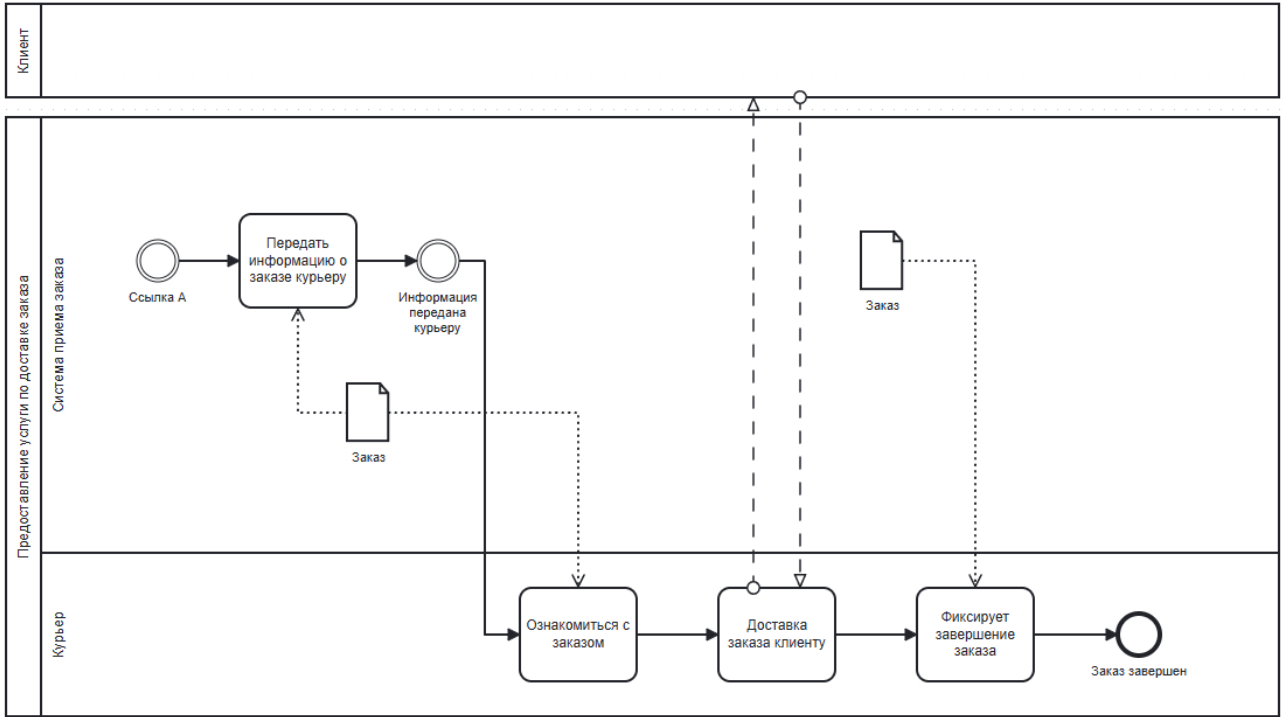 Клиент
Предоставление услуги по доставке заказа
Система приема заказа
Ссылка А
Передать
информацию о
заказе курьеру
Информация
передана
курьеру
Заказ
Заказ
Курьер
Ознакомиться с
заказом
Доставка
заказа клиенту
Фиксирует
завершение
заказа
Заказ завершен